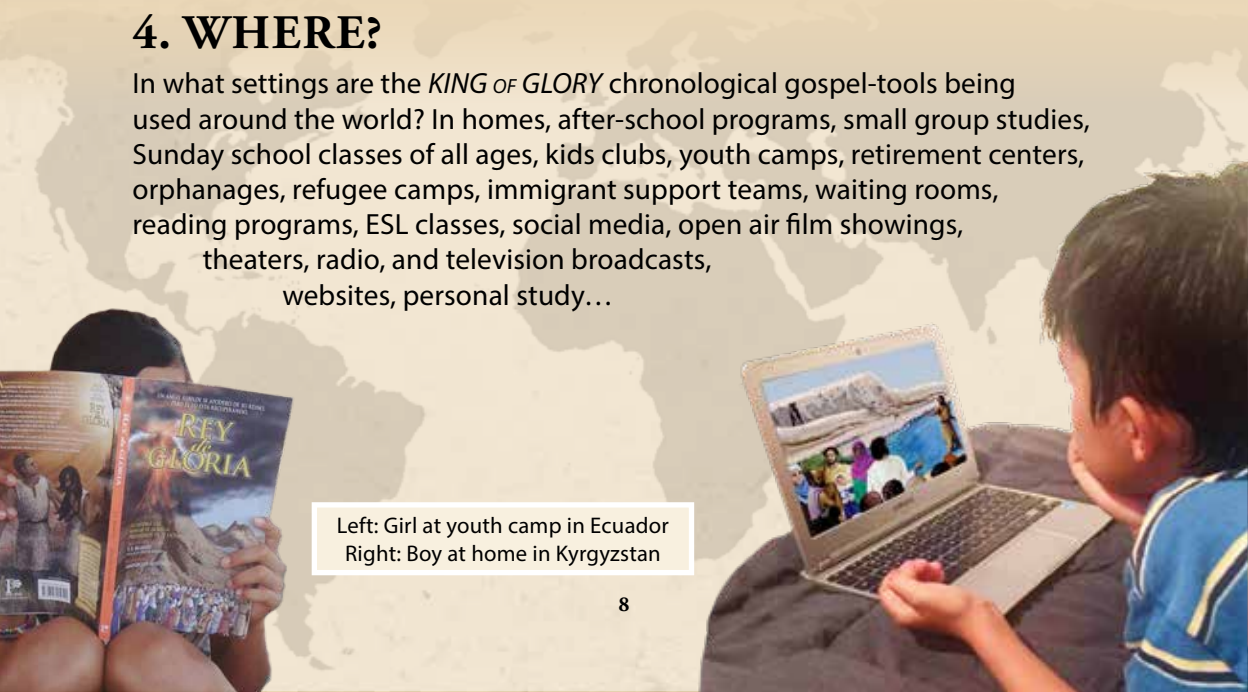 4. WHERE?
In what settings are the KING OF GLORY chronological gospel-tools being
used around the world? In homes, after-school programs, small group studies,
Sunday school classes of all ages, kids clubs, youth camps, retirement centers,
orphanages, refugee camps, immigrant support teams, waiting rooms,
reading programs, ESL classes, social media, open air film showings,
theaters, radio, and television broadcasts,
websites, personal study…
REY
de
GLORIA
Left: Girl at youth camp in Ecuador
Right: Boy at home in Kyrgyzstan
8